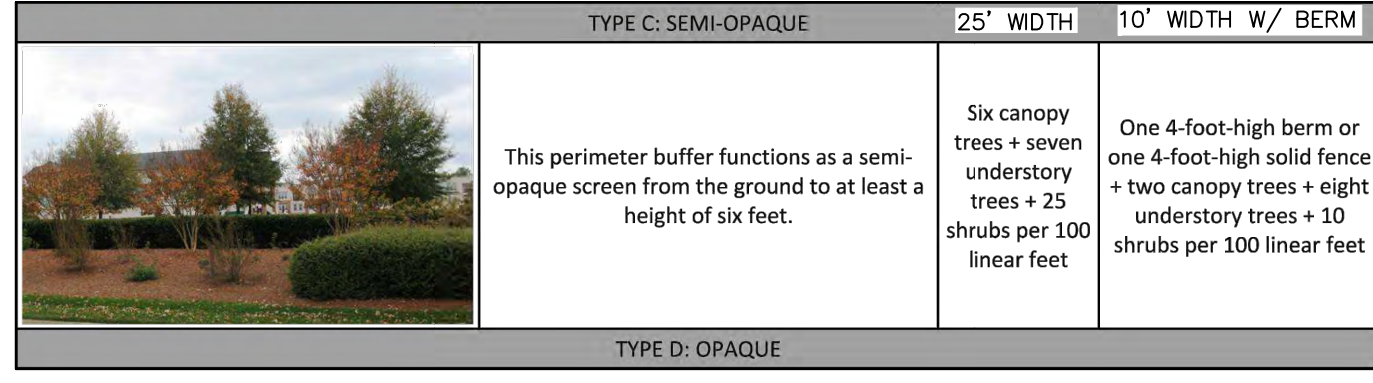 TYPE C: SEMI-OPAQUE
25' WIDTH
10' WIDTH W/ BERM
This perimeter buffer functions as a semi-
opaque screen from the ground to at least a
height of six feet.
Six canopy
trees + seven
understory
trees + 25
shrubs per 100
linear feet
One 4-foot-high berm or
one 4-foot-high solid fence
+ two canopy trees + eight
understory trees + 10
shrubs per 100 linear feet
TYPE D: OPAQUE